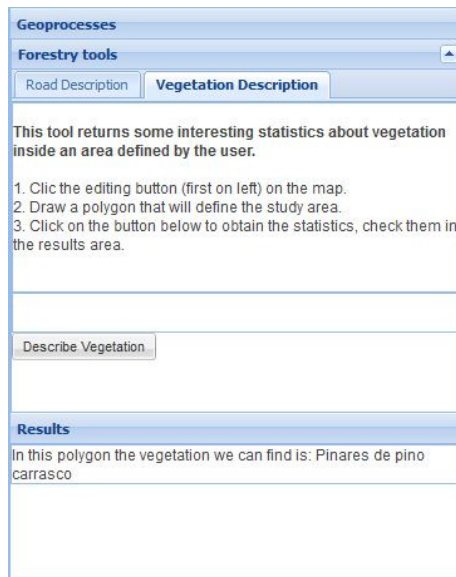 Geoprocesses
Forestry tools
Road Description
Vegetation Description
This tool returns some interesting statistics about vegetation
inside an area defined by the user.
1. Clic the editing button (first on left) on the map.
2. Draw a polygon that will define the study area.
3. Click on the button below to obtain the statistics, check them in
the results area.
Describe Vegetation
Results
In this polygon the vegetation we can find is: Pinares de pino
carrasco